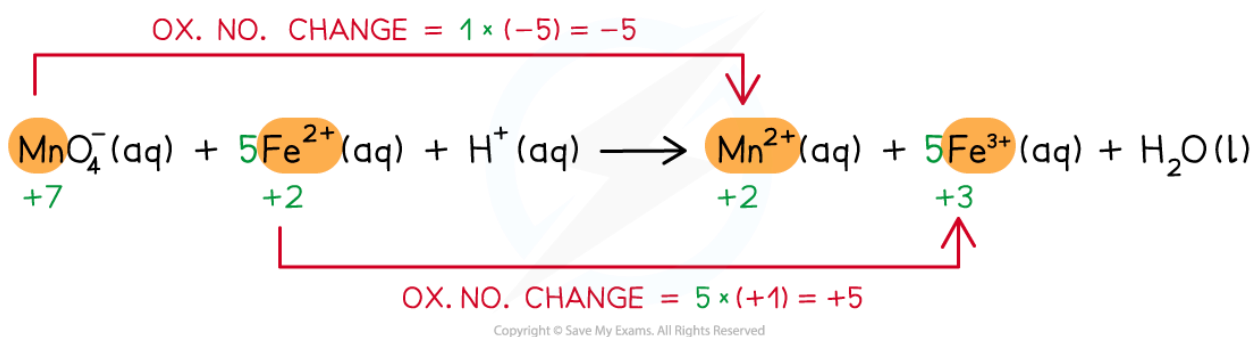 OX. NO. CHANGE = 1 × (−5) = −5
MnO₄⁻(aq) + 5Fe²⁺(aq) + H⁺(aq) ⟶ Mn²⁺(aq) + 5Fe³⁺(aq) + H₂O(l)
+7 +2 +2 +3
OX. NO. CHANGE = 5 × (+1) = +5
Copyright © Save My Exams. All Rights Reserved